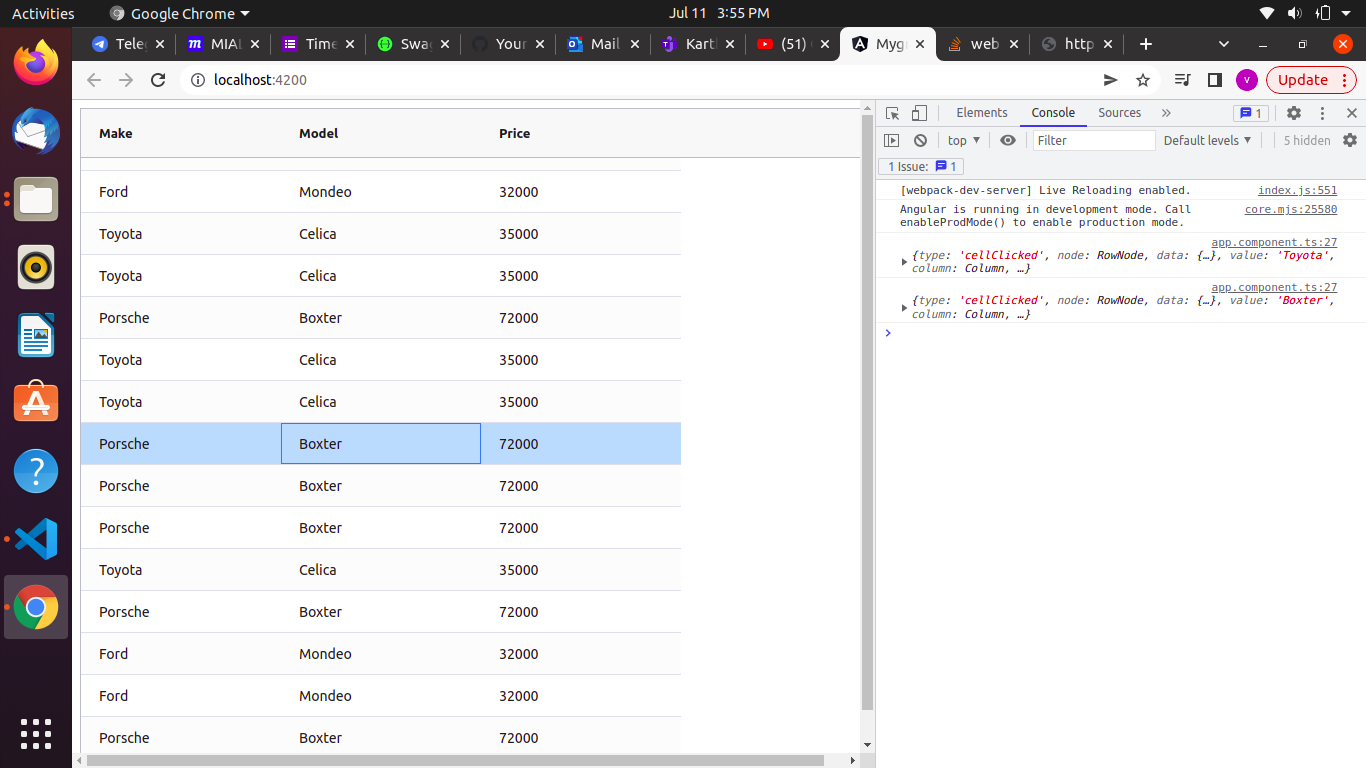 Activities Google Chrome Jul 11 3:55 PM
Teleg MIAL Time Swag Your Mail Karth (51) Mygr web http
localhost:4200 V Update
Make Model Price
Ford Mondeo 32000
Toyota Celica 35000
Toyota Celica 35000
Porsche Boxter 72000
Toyota Celica 35000
Toyota Celica 35000
Porsche Boxter 72000
Porsche Boxter 72000
Porsche Boxter 72000
Toyota Celica 35000
Porsche Boxter 72000
Ford Mondeo 32000
Ford Mondeo 32000
Porsche Boxter 72000
Elements Console Sources » 1
top Filter Default levels 5 hidden
1 Issue: 1
[webpack-dev-server] Live Reloading enabled. index.js:551
Angular is running in development mode. Call core.mjs:25580
enableProdMode() to enable production mode.
app.component.ts:27
{type: 'cellClicked', node: RowNode, data: {…}, value: 'Toyota',
column: Column, …}
app.component.ts:27
{type: 'cellClicked', node: RowNode, data: {…}, value: 'Boxter',
column: Column, …}